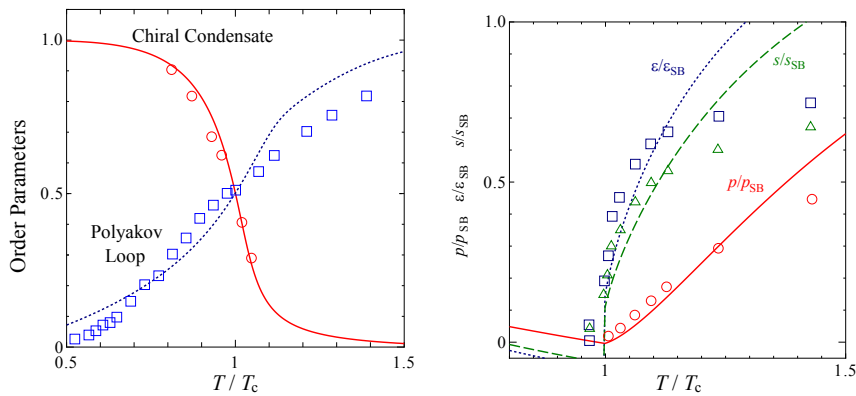 1.0
0.5
0
Order Parameters
Chiral Condensate
Polyakov
Loop
0.5
1
1.5
T / Tc
1.0
0.5
0
p/pSB ε/εSB s/sSB
ε/εSB
s/sSB
p/pSB
1
1.5
T / Tc